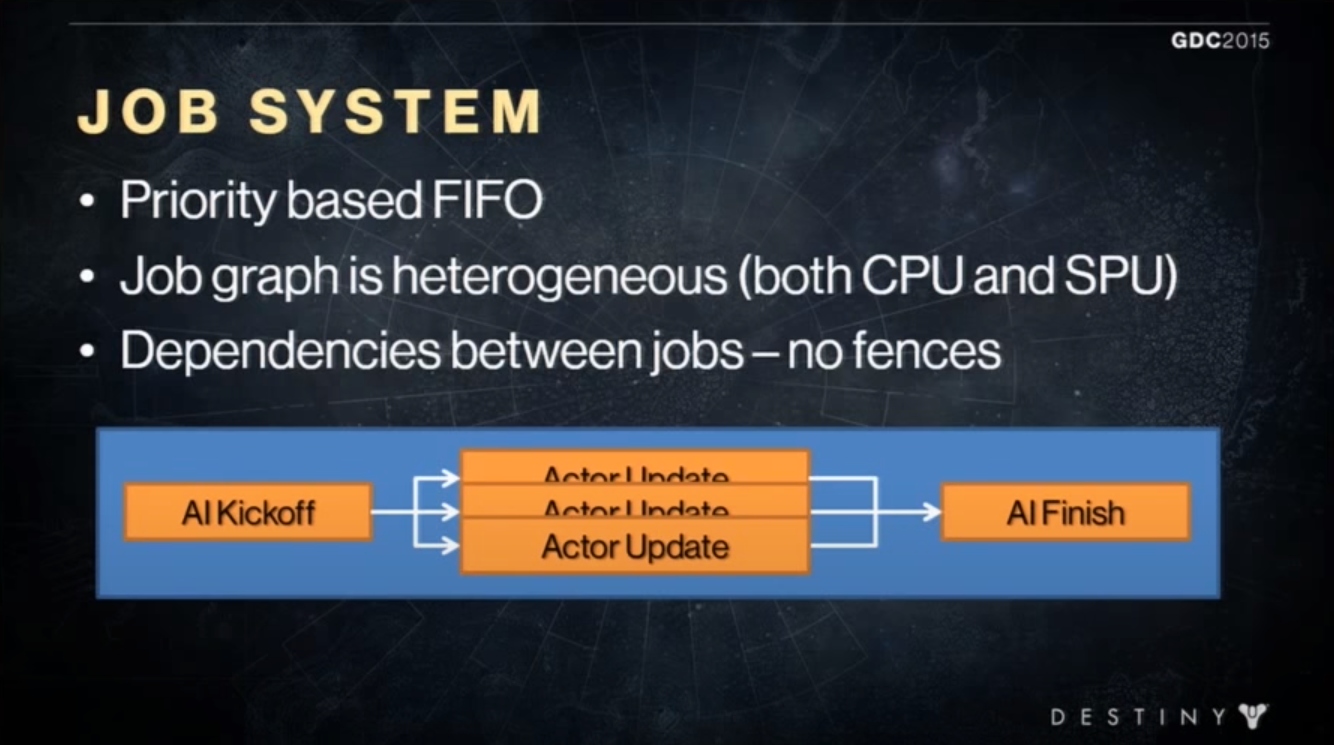 GDC2015
JOB SYSTEM
• Priority based FIFO
• Job graph is heterogeneous (both CPU and SPU)
• Dependencies between jobs – no fences
AI Kickoff
Actor Update
Actor Update
Actor Update
AI Finish
DESTINY